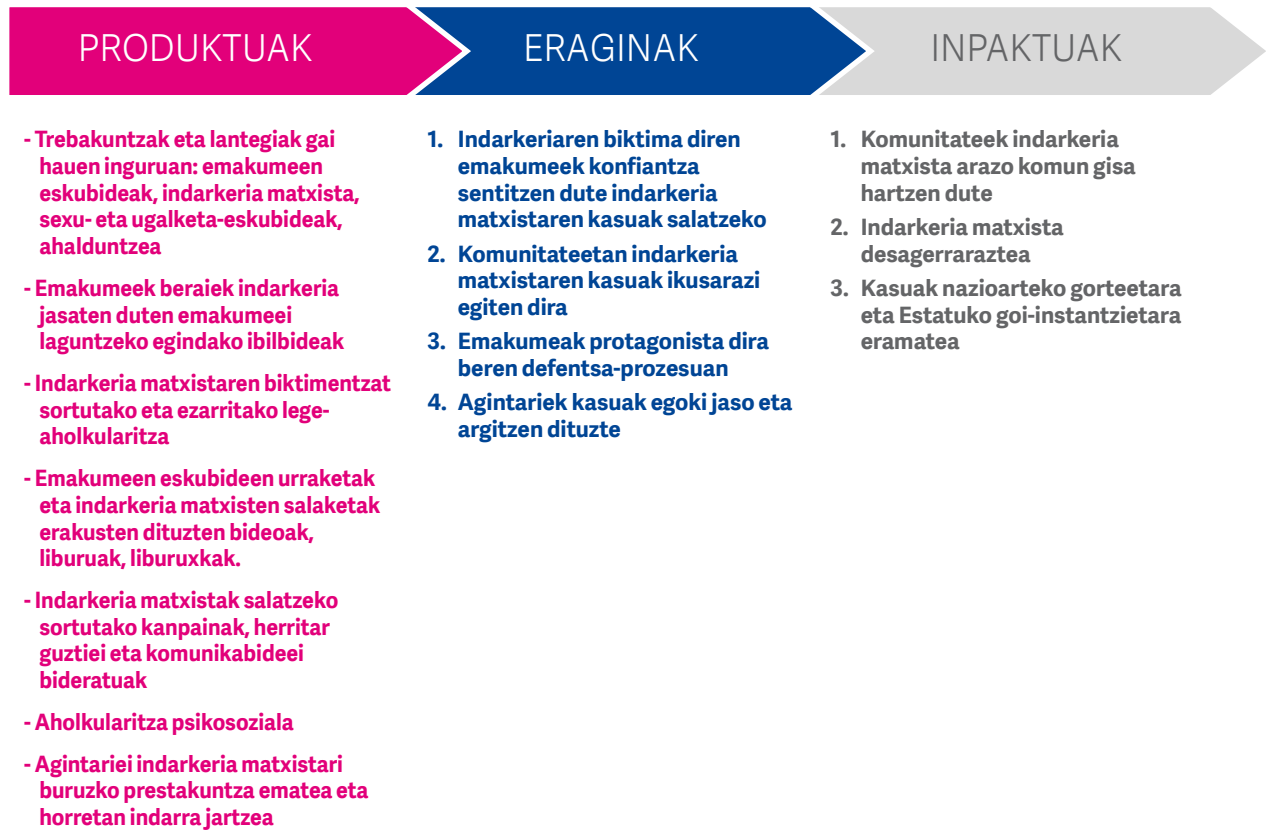 PRODUKTUAK
ERAGINAK
INPAKTUAK
- Trebakuntzak eta lantegiak gai
hauen inguruan: emakumeen
eskubideak, indarkeria matxista,
sexu- eta ugalketa-eskubideak,
ahalduntzea
- Emakumeek beraiek indarkeria
jasaten duten emakumeei
laguntzeko egindako ibilbideak
- Indarkeria matxistaren biktimentzat
sortutako eta ezarritako lege-
aholkularitza
- Emakumeen eskubideen urraketak
eta indarkeria matxisten salaketak
erakusten dituzten bideoak,
liburuak, liburuxkak.
- Indarkeria matxistak salatzeko
sortutako kanpainak, herritar
guztiei eta komunikabideei
bideratuak
- Aholkularitza psikosoziala
- Agintariei indarkeria matxistari
buruzko prestakuntza ematea eta
horretan indarra jartzea
1. Indarkeriaren biktima diren
emakumeek konfiantza
sentitzen dute indarkeria
matxistaren kasuak salatzeko
2. Komunitateetan indarkeria
matxistaren kasuak ikusarazi
egiten dira
3. Emakumeak protagonista dira
beren defentsa-prozesuan
4. Agintariek kasuak egoki jaso eta
argitzen dituzte
1. Komunitateek indarkeria
matxista arazo komun gisa
hartzen dute
2. Indarkeria matxista
desagerraraztea
3. Kasuak nazioarteko gorteetara
eta Estatuko goi-instantzietara
eramatea